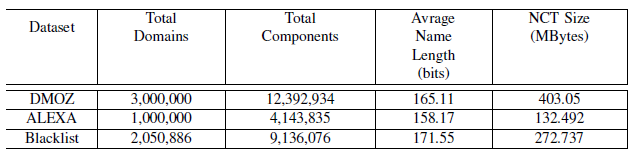 Dataset Total Domains Total Components Avrage Name Length (bits) NCT Size (MBytes)
DMOZ 3,000,000 12,392,934 165.11 403.05
ALEXA 1,000,000 4,143,835 158.17 132.492
Blacklist 2,050,886 9,136,076 171.55 272.737